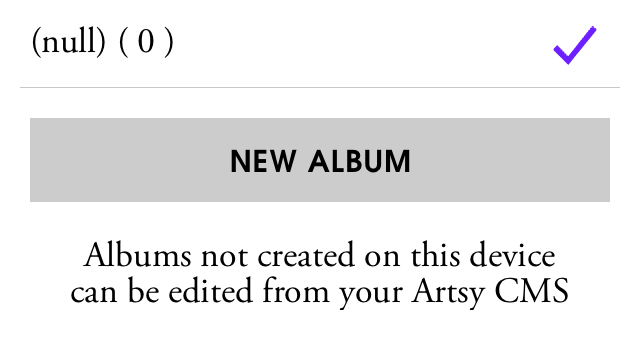 (null) ( 0 )
NEW ALBUM
Albums not created on this device
can be edited from your Artsy CMS